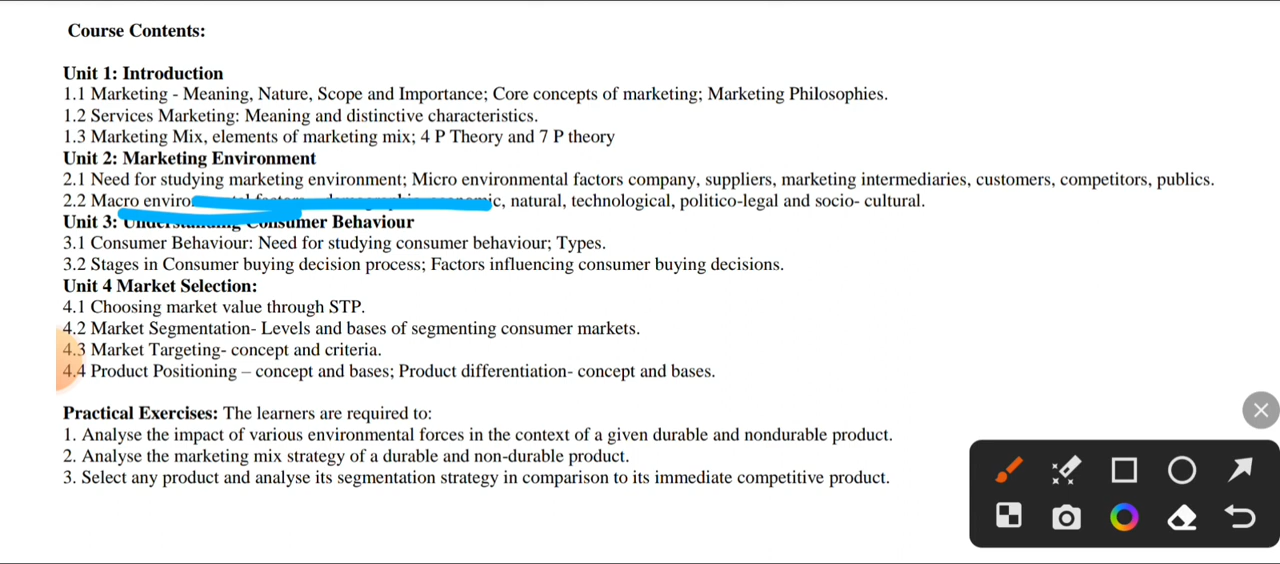 Course Contents:
Unit 1: Introduction
1.1 Marketing - Meaning, Nature, Scope and Importance; Core concepts of marketing; Marketing Philosophies.
1.2 Services Marketing: Meaning and distinctive characteristics.
1.3 Marketing Mix, elements of marketing mix; 4 P Theory and 7 P theory
Unit 2: Marketing Environment
2.1 Need for studying marketing environment; Micro environmental factors company, suppliers, marketing intermediaries, customers, competitors, publics.
2.2 Macro natural, technological, politico-legal and socio- cultural.
Unit 3: Consumer Behaviour
3.1 Consumer Behaviour: Need for studying consumer behaviour; Types.
3.2 Stages in Consumer buying decision process; Factors influencing consumer buying decisions.
Unit 4 Market Selection:
4.1 Choosing market value through STP.
4.2 Market Segmentation- Levels and bases of segmenting consumer markets.
4.3 Market Targeting- concept and criteria.
4.4 Product Positioning – concept and bases; Product differentiation- concept and bases.
Practical Exercises: The learners are required to:
1. Analyse the impact of various environmental forces in the context of a given durable and nondurable product.
2. Analyse the marketing mix strategy of a durable and non-durable product.
3. Select any product and analyse its segmentation strategy in comparison to its immediate competitive product.